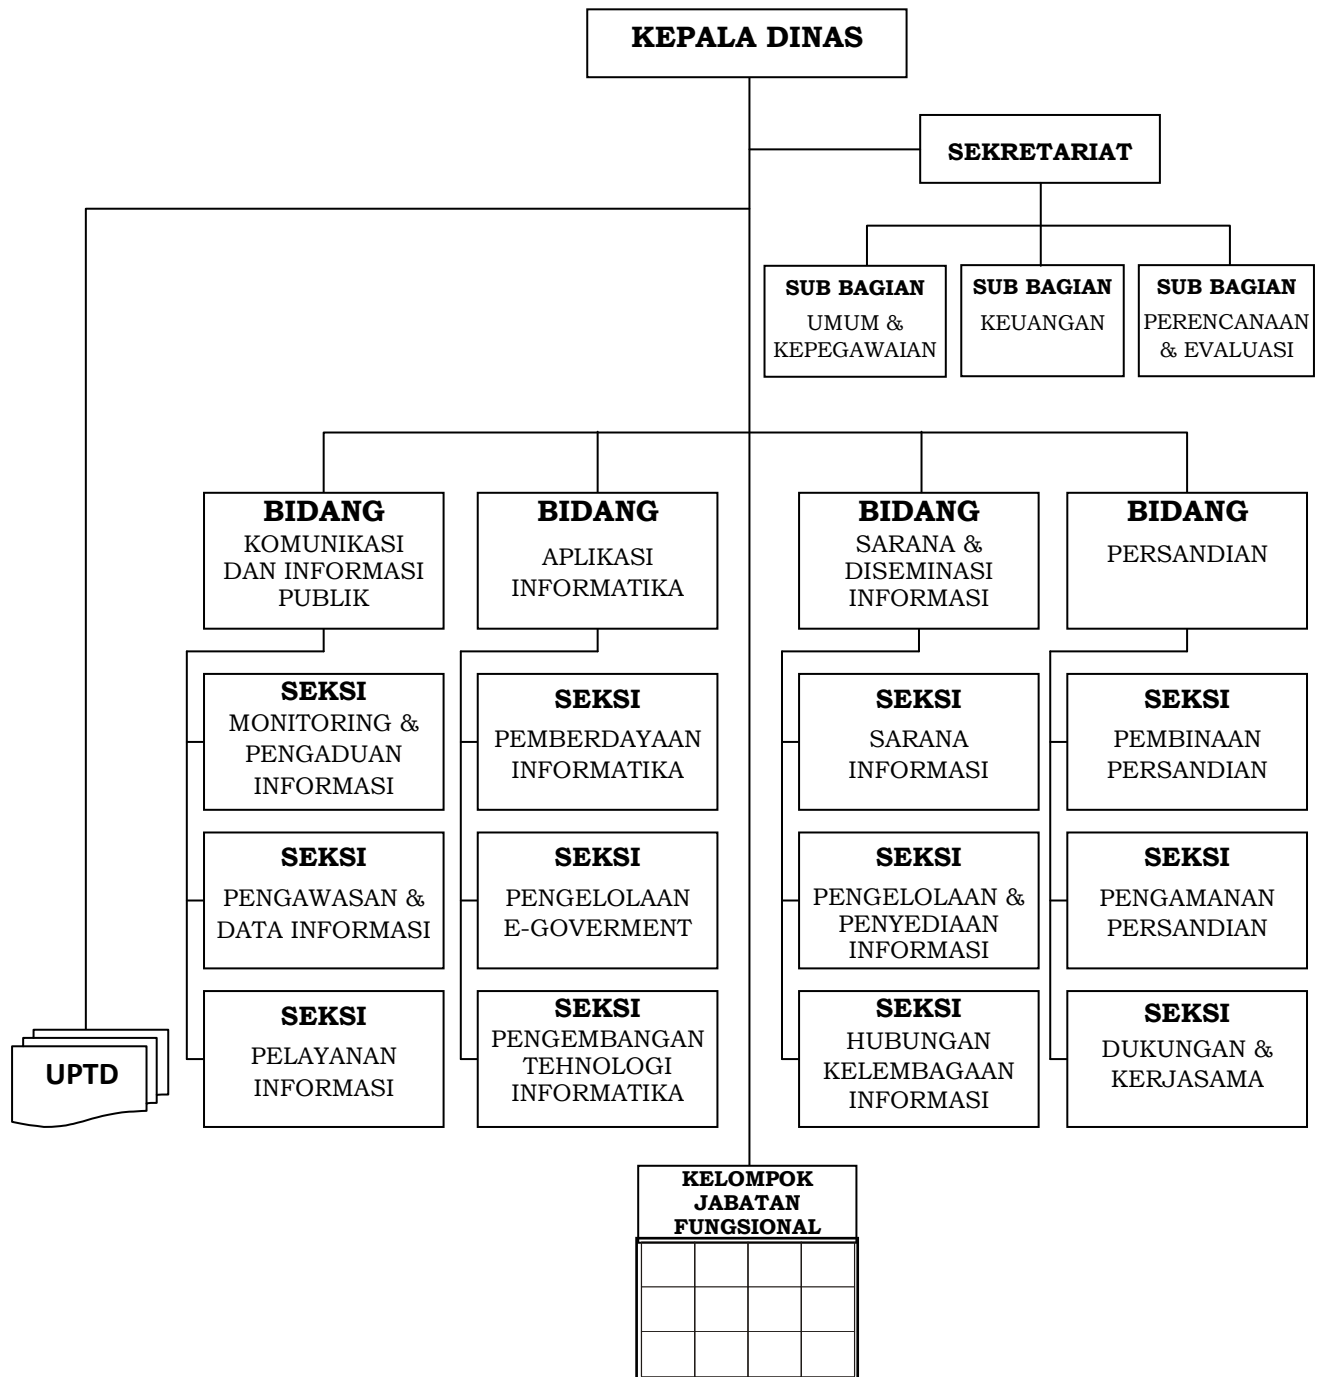 KEPALA DINAS
SEKRETARIAT
SUB BAGIAN
UMUM &
KEPEGAWAIAN
SUB BAGIAN
KEUANGAN
SUB BAGIAN
PERENCANAAN
& EVALUASI
BIDANG
KOMUNIKASI
DAN INFORMASI
PUBLIK
BIDANG
APLIKASI
INFORMATIKA
BIDANG
SARANA &
DISEMINASI
INFORMASI
BIDANG
PERSANDIAN
SEKSI
MONITORING &
PENGADUAN
INFORMASI
SEKSI
PEMBERDAYAAN
INFORMATIKA
SEKSI
SARANA
INFORMASI
SEKSI
PEMBINAAN
PERSANDIAN
SEKSI
PENGAWASAN &
DATA INFORMASI
SEKSI
PENGELOLAAN
E-GOVERMENT
SEKSI
PENGELOLAAN &
PENYEDIAAN
INFORMASI
SEKSI
PENGAMANAN
PERSANDIAN
UPTD
SEKSI
PELAYANAN
INFORMASI
SEKSI
PENGEMBANGAN
TEHNOLOGI
INFORMATIKA
SEKSI
HUBUNGAN
KELEMBAGAAN
INFORMASI
SEKSI
DUKUNGAN &
KERJASAMA
KELOMPOK
JABATAN
FUNGSIONAL